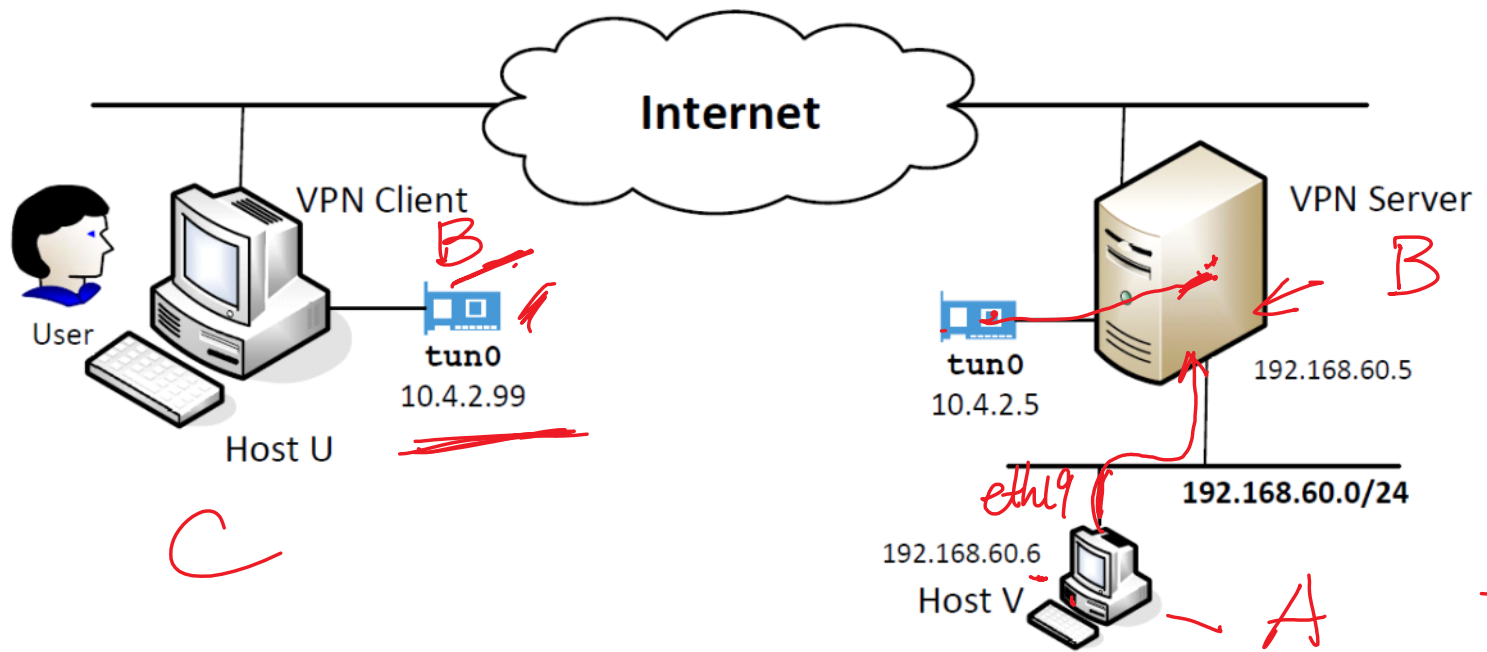 Internet
VPN Client
VPN Server
B
B
User
tun0
10.4.2.99
tun0
10.4.2.5
192.168.60.5
Host U
192.168.60.0/24
C
192.168.60.6
Host V
A